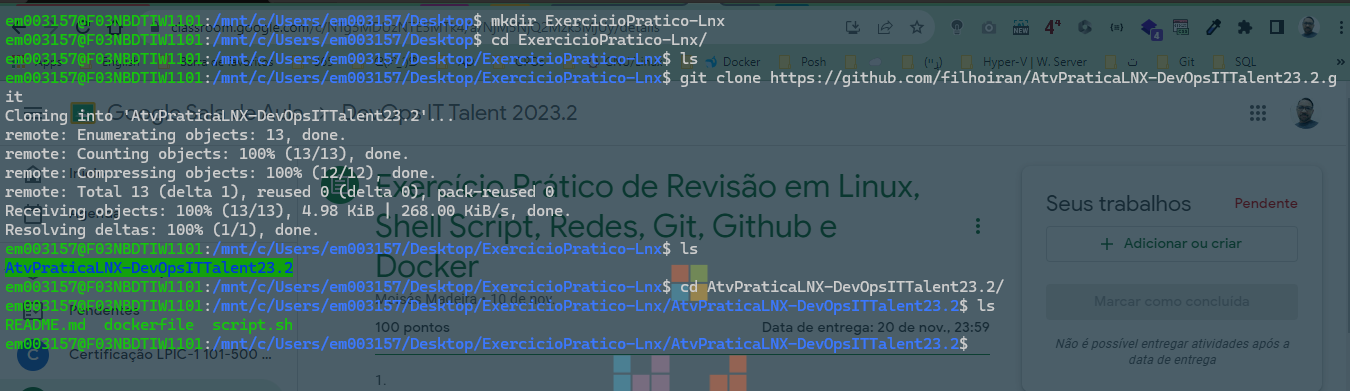 em003157@F03NBDTIW1101:/mnt/c/Users/em003157/Desktop$ mkdir ExercicioPratico-Lnx
em003157@F03NBDTIW1101:/mnt/c/Users/em003157/Desktop$ cd ExercicioPratico-Lnx/
em003157@F03NBDTIW1101:/mnt/c/Users/em003157/Desktop/ExercicioPratico-Lnx$ ls
Docker Posh Hyper-V | W. Server Git SQL
em003157@F03NBDTIW1101:/mnt/c/Users/em003157/Desktop/ExercicioPratico-Lnx$ git clone https://github.com/filhoiran/AtvPraticaLNX-DevOpsITTalent23.2.g
it
Google Sala de Aula DevOps IT Talent 2023.2
Cloning into 'AtvPraticaLNX-DevOpsITTalent23.2'...
remote: Enumerating objects: 13, done.
remote: Counting objects: 100% (13/13), done.
remote: Compressing objects: 100% (12/12), done.
remote: Total 13 (delta 1), reused 0 (delta 0), pack-reused 0
Receiving objects: 100% (13/13), 4.98 KiB | 268.00 KiB/s, done.
Resolving deltas: 100% (1/1), done.
em003157@F03NBDTIW1101:/mnt/c/Users/em003157/Desktop/ExercicioPratico-Lnx$ ls
AtvPraticaLNX-DevOpsITTalent23.2
em003157@F03NBDTIW1101:/mnt/c/Users/em003157/Desktop/ExercicioPratico-Lnx$ cd AtvPraticaLNX-DevOpsITTalent23.2/
em003157@F03NBDTIW1101:/mnt/c/Users/em003157/Desktop/ExercicioPratico-Lnx/AtvPraticaLNX-DevOpsITTalent23.2$ ls
README.md dockerfile script.sh
em003157@F03NBDTIW1101:/mnt/c/Users/em003157/Desktop/ExercicioPratico-Lnx/AtvPraticaLNX-DevOpsITTalent23.2$
Exercício Prático de Revisão em Linux,
Shell Script, Redes, Git, Github e
Docker
Moisés Madeira • 10 de nov.
100 pontos
Data de entrega: 20 de nov., 23:59
1.
Pendentes
C
Certificação LPIC-1 101-500 ...
Seus trabalhos
Pendente
+ Adicionar ou criar
Marcar como concluída
Não é possível entregar atividades após a
data de entrega